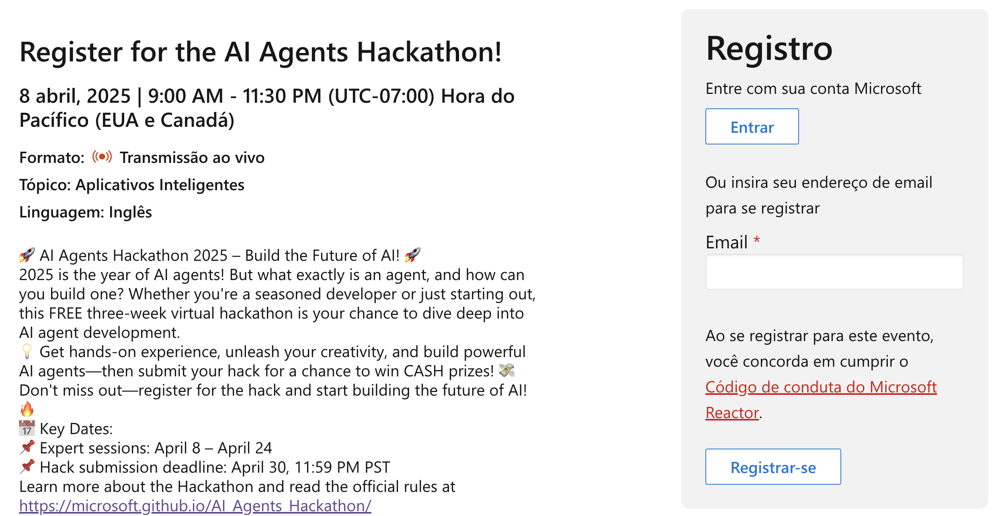 Register for the AI Agents Hackathon!
8 abril, 2025 | 9:00 AM - 11:30 PM (UTC-07:00) Hora do
Pacífico (EUA e Canadá)
Formato: Transmissão ao vivo
Tópico: Aplicativos Inteligentes
Linguagem: Inglês
🚀 AI Agents Hackathon 2025 – Build the Future of AI! 🚀
2025 is the year of AI agents! But what exactly is an agent, and how can
you build one? Whether you're a seasoned developer or just starting out,
this FREE three-week virtual hackathon is your chance to dive deep into
AI agent development.
💡 Get hands-on experience, unleash your creativity, and build powerful
AI agents—then submit your hack for a chance to win CASH prizes! 💸
Don't miss out—register for the hack and start building the future of AI!
🔥
📅 Key Dates:
📌 Expert sessions: April 8 – April 24
📌 Hack submission deadline: April 30, 11:59 PM PST
Learn more about the Hackathon and read the official rules at
https://microsoft.github.io/AI_Agents_Hackathon/
Registro
Entre com sua conta Microsoft
Entrar
Ou insira seu endereço de email
para se registrar
Email *
Ao se registrar para este evento,
você concorda em cumprir o
Código de conduta do Microsoft
Reactor.
Registrar-se